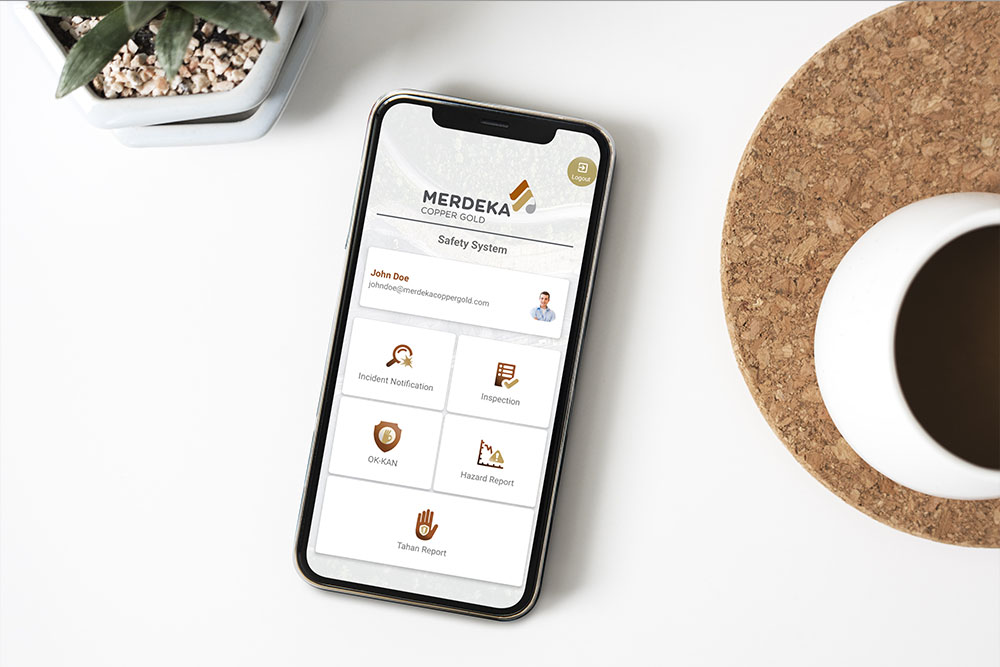 Logout
MERDEKA
COPPER GOLD
Safety System
John Doe
johndoe@merdekacoppergold.com
Incident Notification
Inspection
OK-KAN
Hazard Report
Tahan Report